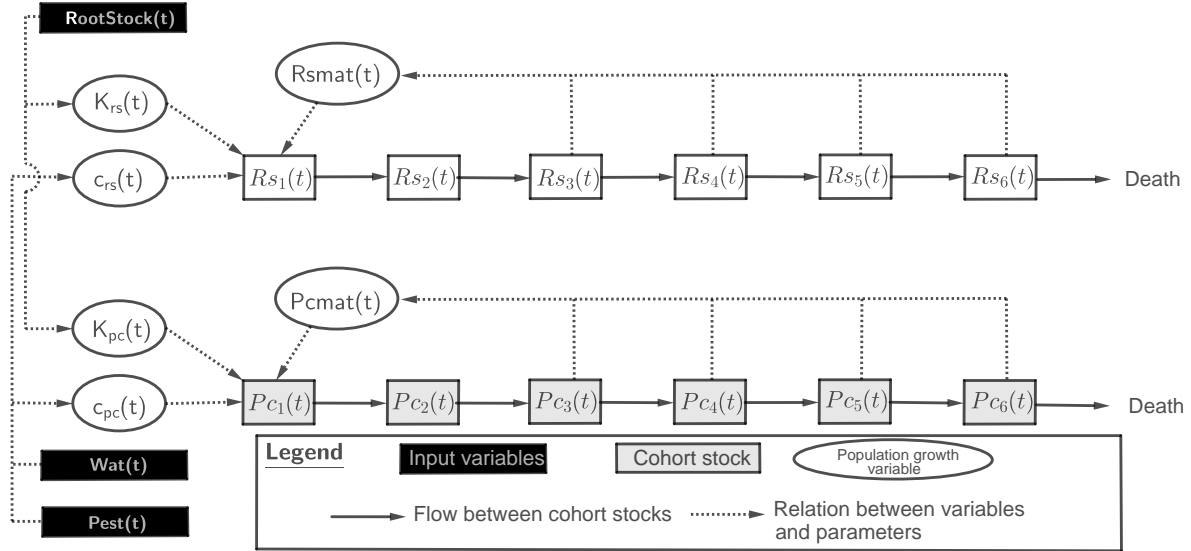 RootStock(t)
Rsmat(t)
Krs(t)
crs(t)
Rs1(t)
Rs2(t)
Rs3(t)
Rs4(t)
Rs5(t)
Rs6(t)
Death
Pcmat(t)
Kpc(t)
cpc(t)
Pc1(t)
Pc2(t)
Pc3(t)
Pc4(t)
Pc5(t)
Pc6(t)
Death
Wat(t)
Pest(t)
Legend
Input variables
Cohort stock
Population growth
variable
Flow between cohort stocks
Relation between variables
and parameters